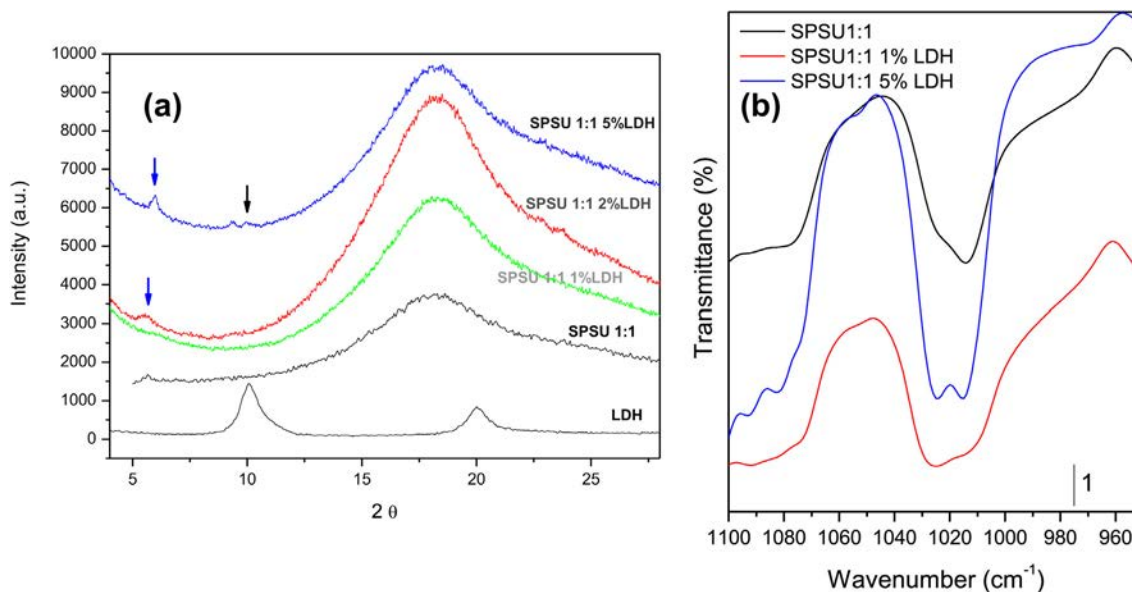 (a)
10000
9000
8000
7000
6000
5000
4000
3000
2000
1000
0
Intensity (a.u.)
SPSU 1:1 5%LDH
SPSU 1:1 2%LDH
SPSU 1:1 1%LDH
SPSU 1:1
LDH
5 10 15 20 25
2 θ
(b)
SPSU1:1
SPSU1:1 1% LDH
SPSU1:1 5% LDH
Transmittance (%)
1
1100 1080 1060 1040 1020 1000 980 960
Wavenumber (cm⁻¹)